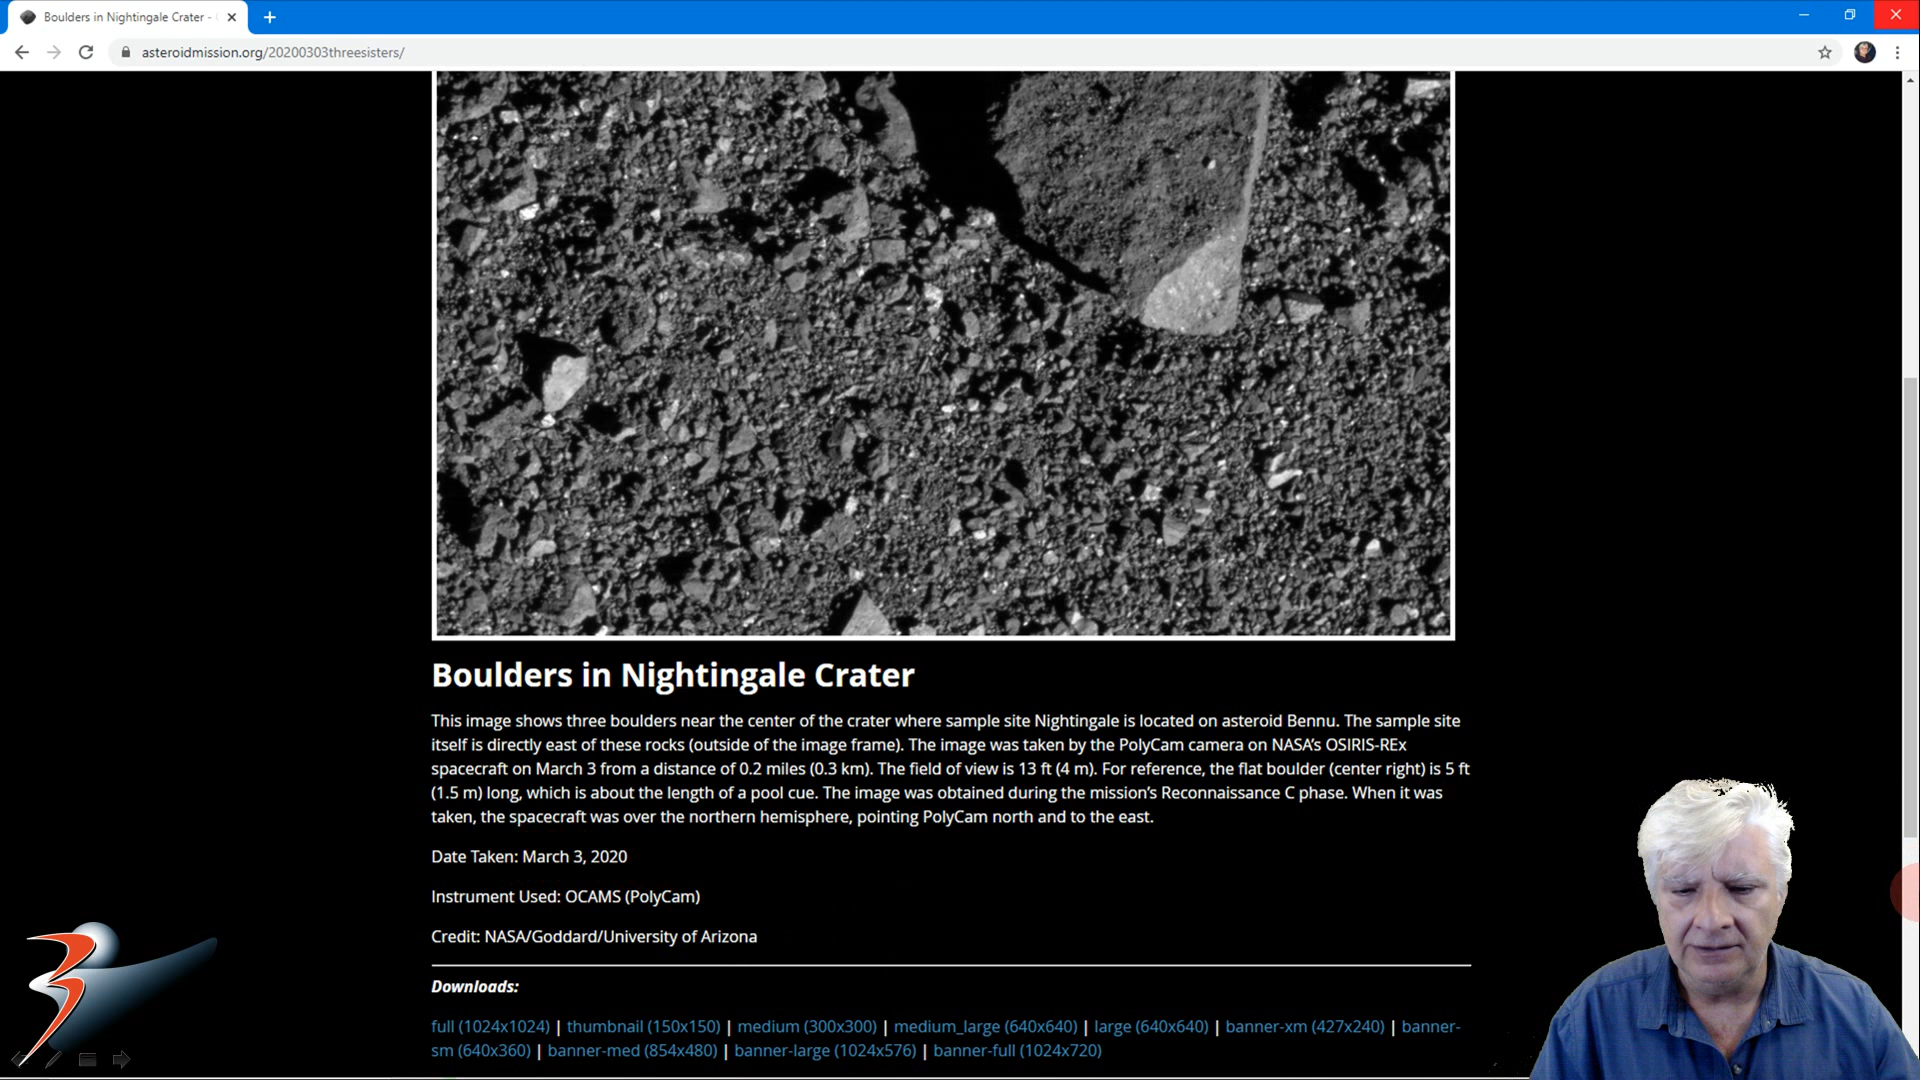 Boulders in Nightingale Crater -
asteroidmission.org/20200303threesisters/
Boulders in Nightingale Crater
This image shows three boulders near the center of the crater where sample site Nightingale is located on asteroid Bennu. The sample site
itself is directly east of these rocks (outside of the image frame). The image was taken by the PolyCam camera on NASA’s OSIRIS-REx
spacecraft on March 3 from a distance of 0.2 miles (0.3 km). The field of view is 13 ft (4 m). For reference, the flat boulder (center right) is 5 ft
(1.5 m) long, which is about the length of a pool cue. The image was obtained during the mission’s Reconnaissance C phase. When it was
taken, the spacecraft was over the northern hemisphere, pointing PolyCam north and to the east.
Date Taken: March 3, 2020
Instrument Used: OCAMS (PolyCam)
Credit: NASA/Goddard/University of Arizona
Downloads:
full (1024x1024) | thumbnail (150x150) | medium (300x300) | medium_large (640x640) | large (640x640) | banner-xm (427x240) | banner-
sm (640x360) | banner-med (854x480) | banner-large (1024x576) | banner-full (1024x720)